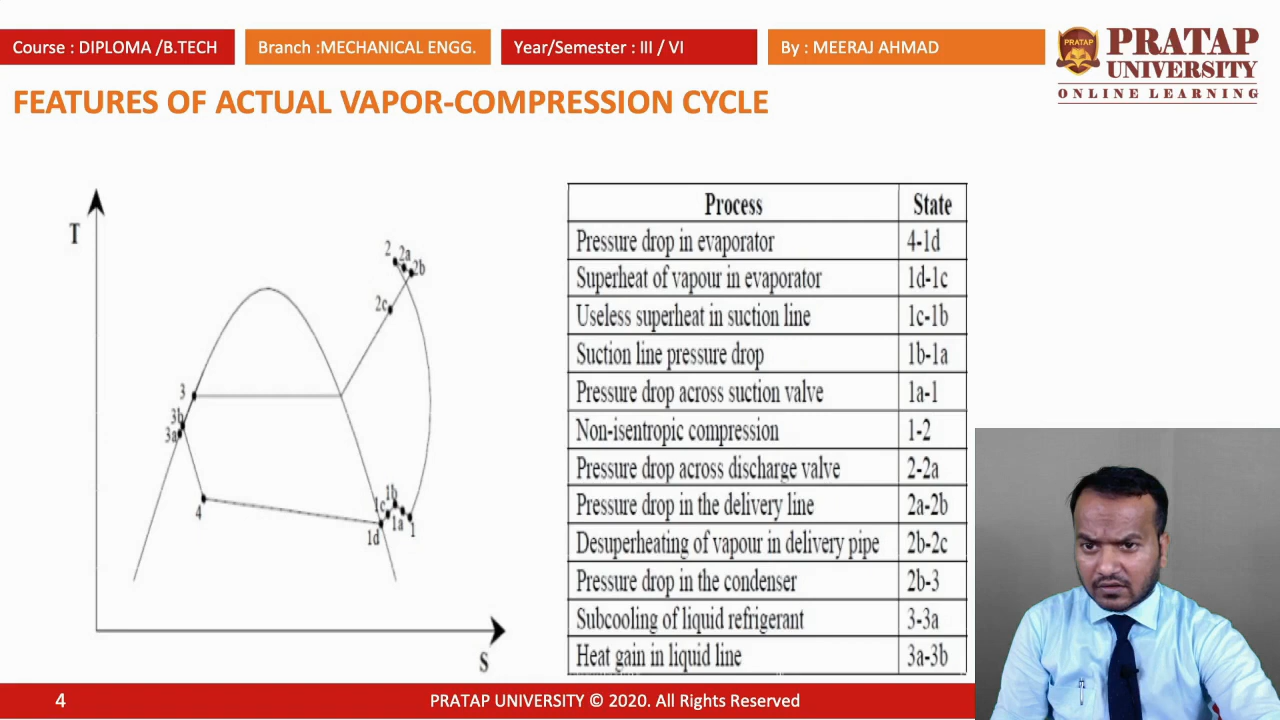 Course : DIPLOMA /B.TECH
Branch :MECHANICAL ENGG.
Year/Semester : III / VI
By : MEERAJ AHMAD
PRATAP
PRATAP
UNIVERSITY
ONLINE LEARNING
FEATURES OF ACTUAL VAPOR-COMPRESSION CYCLE
T
2
2a
2b
2c
3
3b
3a
4
1b
1c
1a
1
1d
S
Process State
Pressure drop in evaporator 4-1d
Superheat of vapour in evaporator 1d-1c
Useless superheat in suction line 1c-1b
Suction line pressure drop 1b-1a
Pressure drop across suction valve 1a-1
Non-isentropic compression 1-2
Pressure drop across discharge valve 2-2a
Pressure drop in the delivery line 2a-2b
Desuperheating of vapour in delivery pipe 2b-2c
Pressure drop in the condenser 2b-3
Subcooling of liquid refrigerant 3-3a
Heat gain in liquid line 3a-3b
4
PRATAP UNIVERSITY © 2020. All Rights Reserved